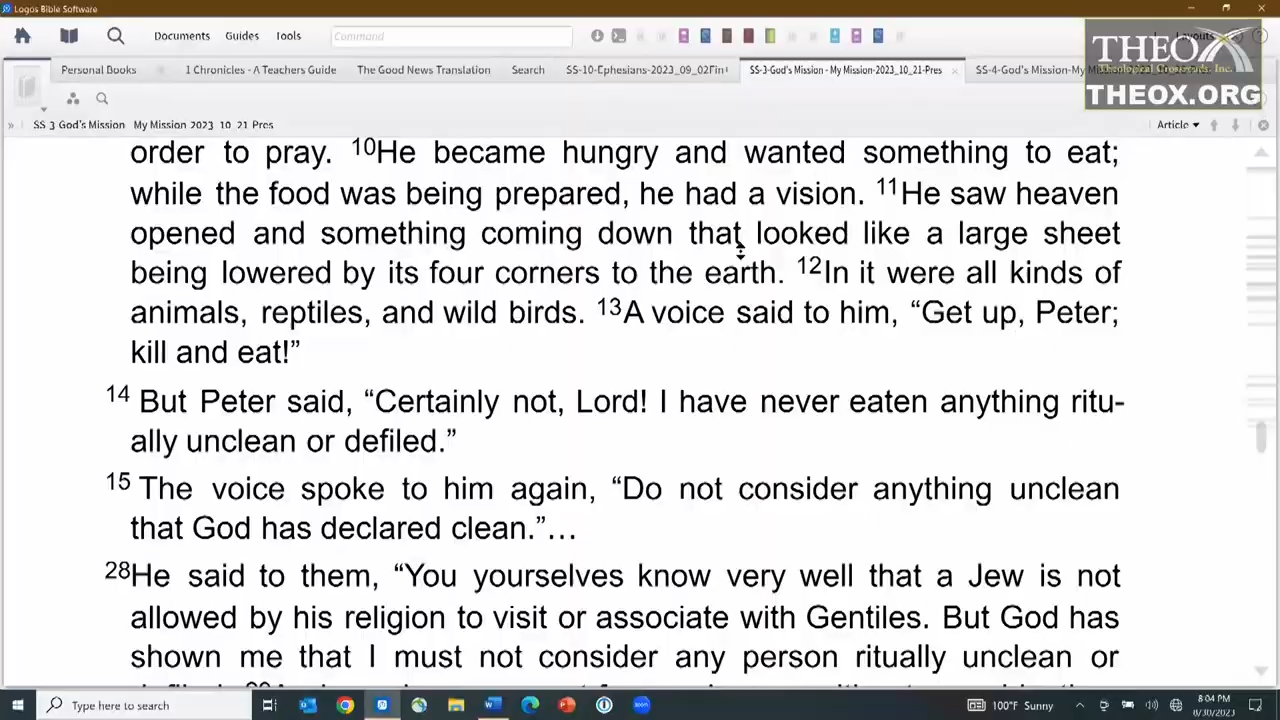 Logos Bible Software
Documents Guides Tools Command Layouts
THEOX
Theological Crossroads, Inc.
THEOX.ORG
Personal Books 1 Chronicles - A Teachers Guide The Good News Translation Search SS-10-Ephesians-2023_09_02Fin SS-3-God's Mission - My Mission-2023_10_21-Pres SS-4-God's Mission-My
SS 3 God's Mission My Mission 2023 10 21 Pres Article
order to pray. 10He became hungry and wanted something to eat;
while the food was being prepared, he had a vision. 11He saw heaven
opened and something coming down that looked like a large sheet
being lowered by its four corners to the earth. 12In it were all kinds of
animals, reptiles, and wild birds. 13A voice said to him, “Get up, Peter;
kill and eat!”
14 But Peter said, “Certainly not, Lord! I have never eaten anything ritu-
ally unclean or defiled.”
15 The voice spoke to him again, “Do not consider anything unclean
that God has declared clean.”…
28He said to them, “You yourselves know very well that a Jew is not
allowed by his religion to visit or associate with Gentiles. But God has
shown me that I must not consider any person ritually unclean or
Type here to search 100°F Sunny 8:04 PM
8/30/2023